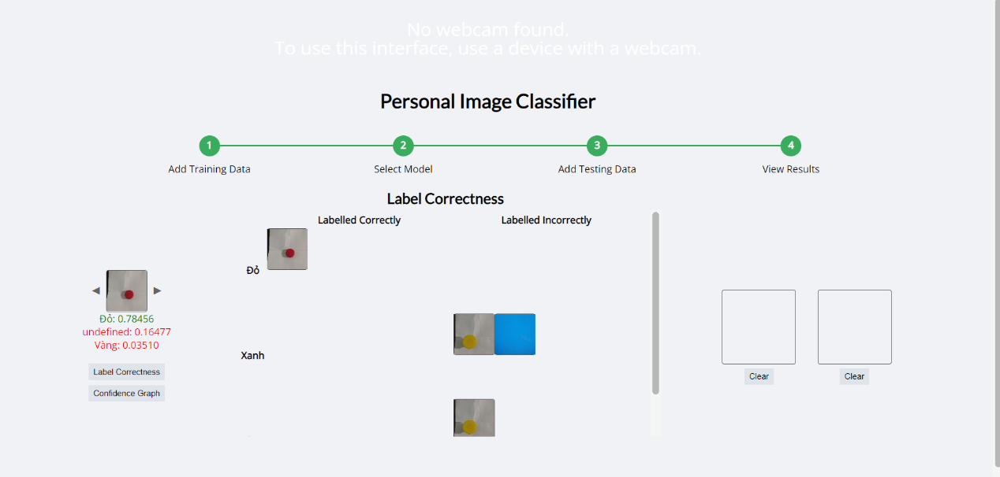 No webcam found.
To use this interface, use a device with a webcam.
Personal Image Classifier
1
2
3
4
Add Training Data
Select Model
Add Testing Data
View Results
Label Correctness
Labelled Correctly
Labelled Incorrectly
Đỏ
◀
▶
Đỏ: 0.78456
undefined: 0.16477
Vàng: 0.03510
Xanh
Label Correctness
Confidence Graph
Clear
Clear